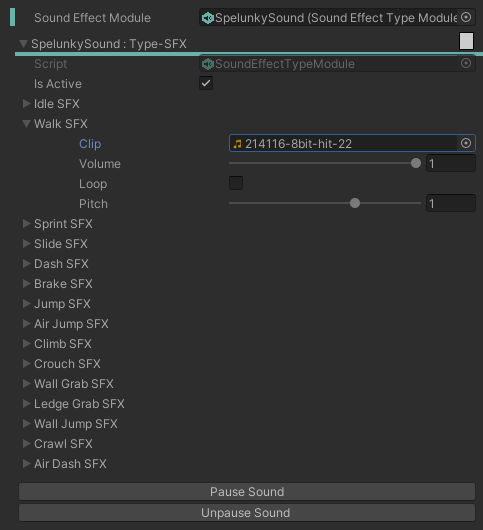 Sound Effect Module SpelunkySound (Sound Effect Type Module
SpelunkySound : Type-SFX
Script SoundEffectTypeModule
Is Active
Idle SFX
Walk SFX
Clip 214116-8bit-hit-22
Volume 1
Loop
Pitch 1
Sprint SFX
Slide SFX
Dash SFX
Brake SFX
Jump SFX
Air Jump SFX
Climb SFX
Crouch SFX
Wall Grab SFX
Ledge Grab SFX
Wall Jump SFX
Crawl SFX
Air Dash SFX
Pause Sound
Unpause Sound